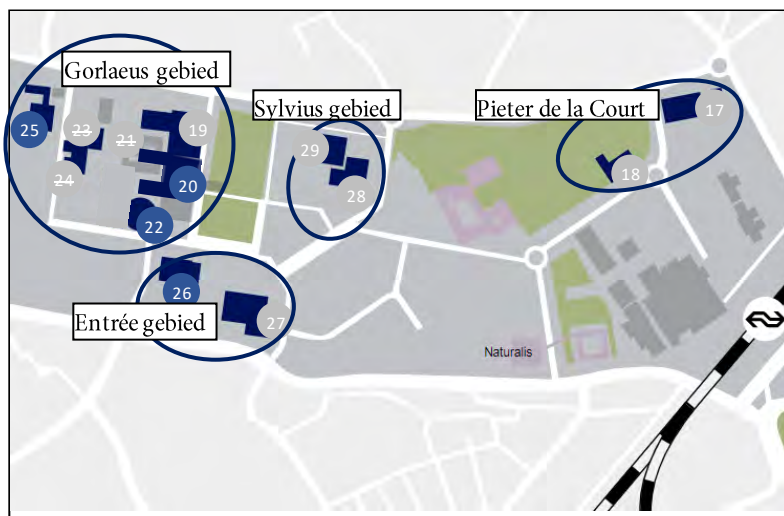 Gorlaeus gebied
Sylvius gebied
Pieter de la Court
25
23
21
19
24
20
22
29
28
17
18
26
27
Entrée gebied
Naturalis